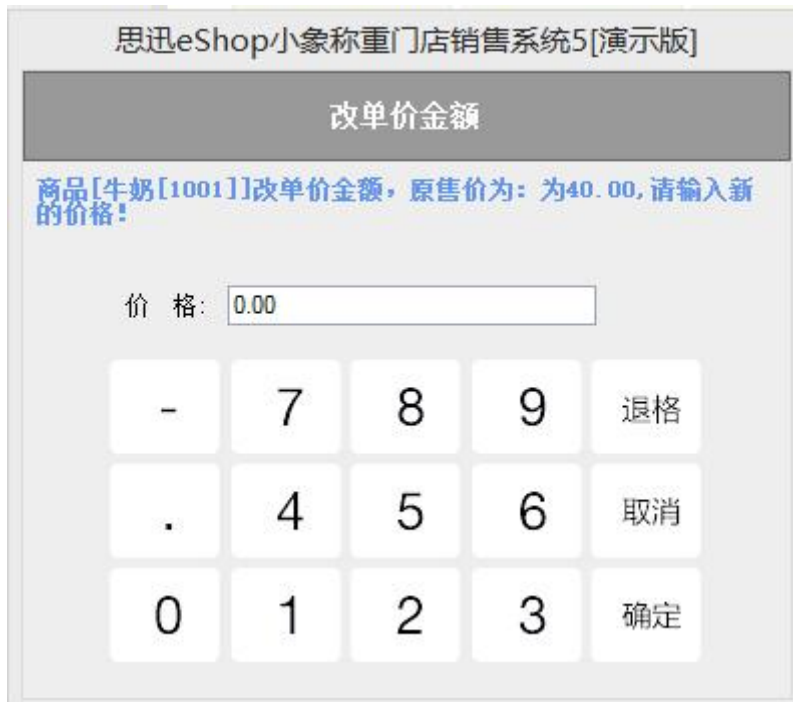 思迅eShop小象称重门店销售系统5[演示版]
改单价金额
商品[牛奶[1001]]改单价金额，原售价为：为40.00,请输入新
的价格！
价 格: 0.00
- 7 8 9 退格
. 4 5 6 取消
0 1 2 3 确定